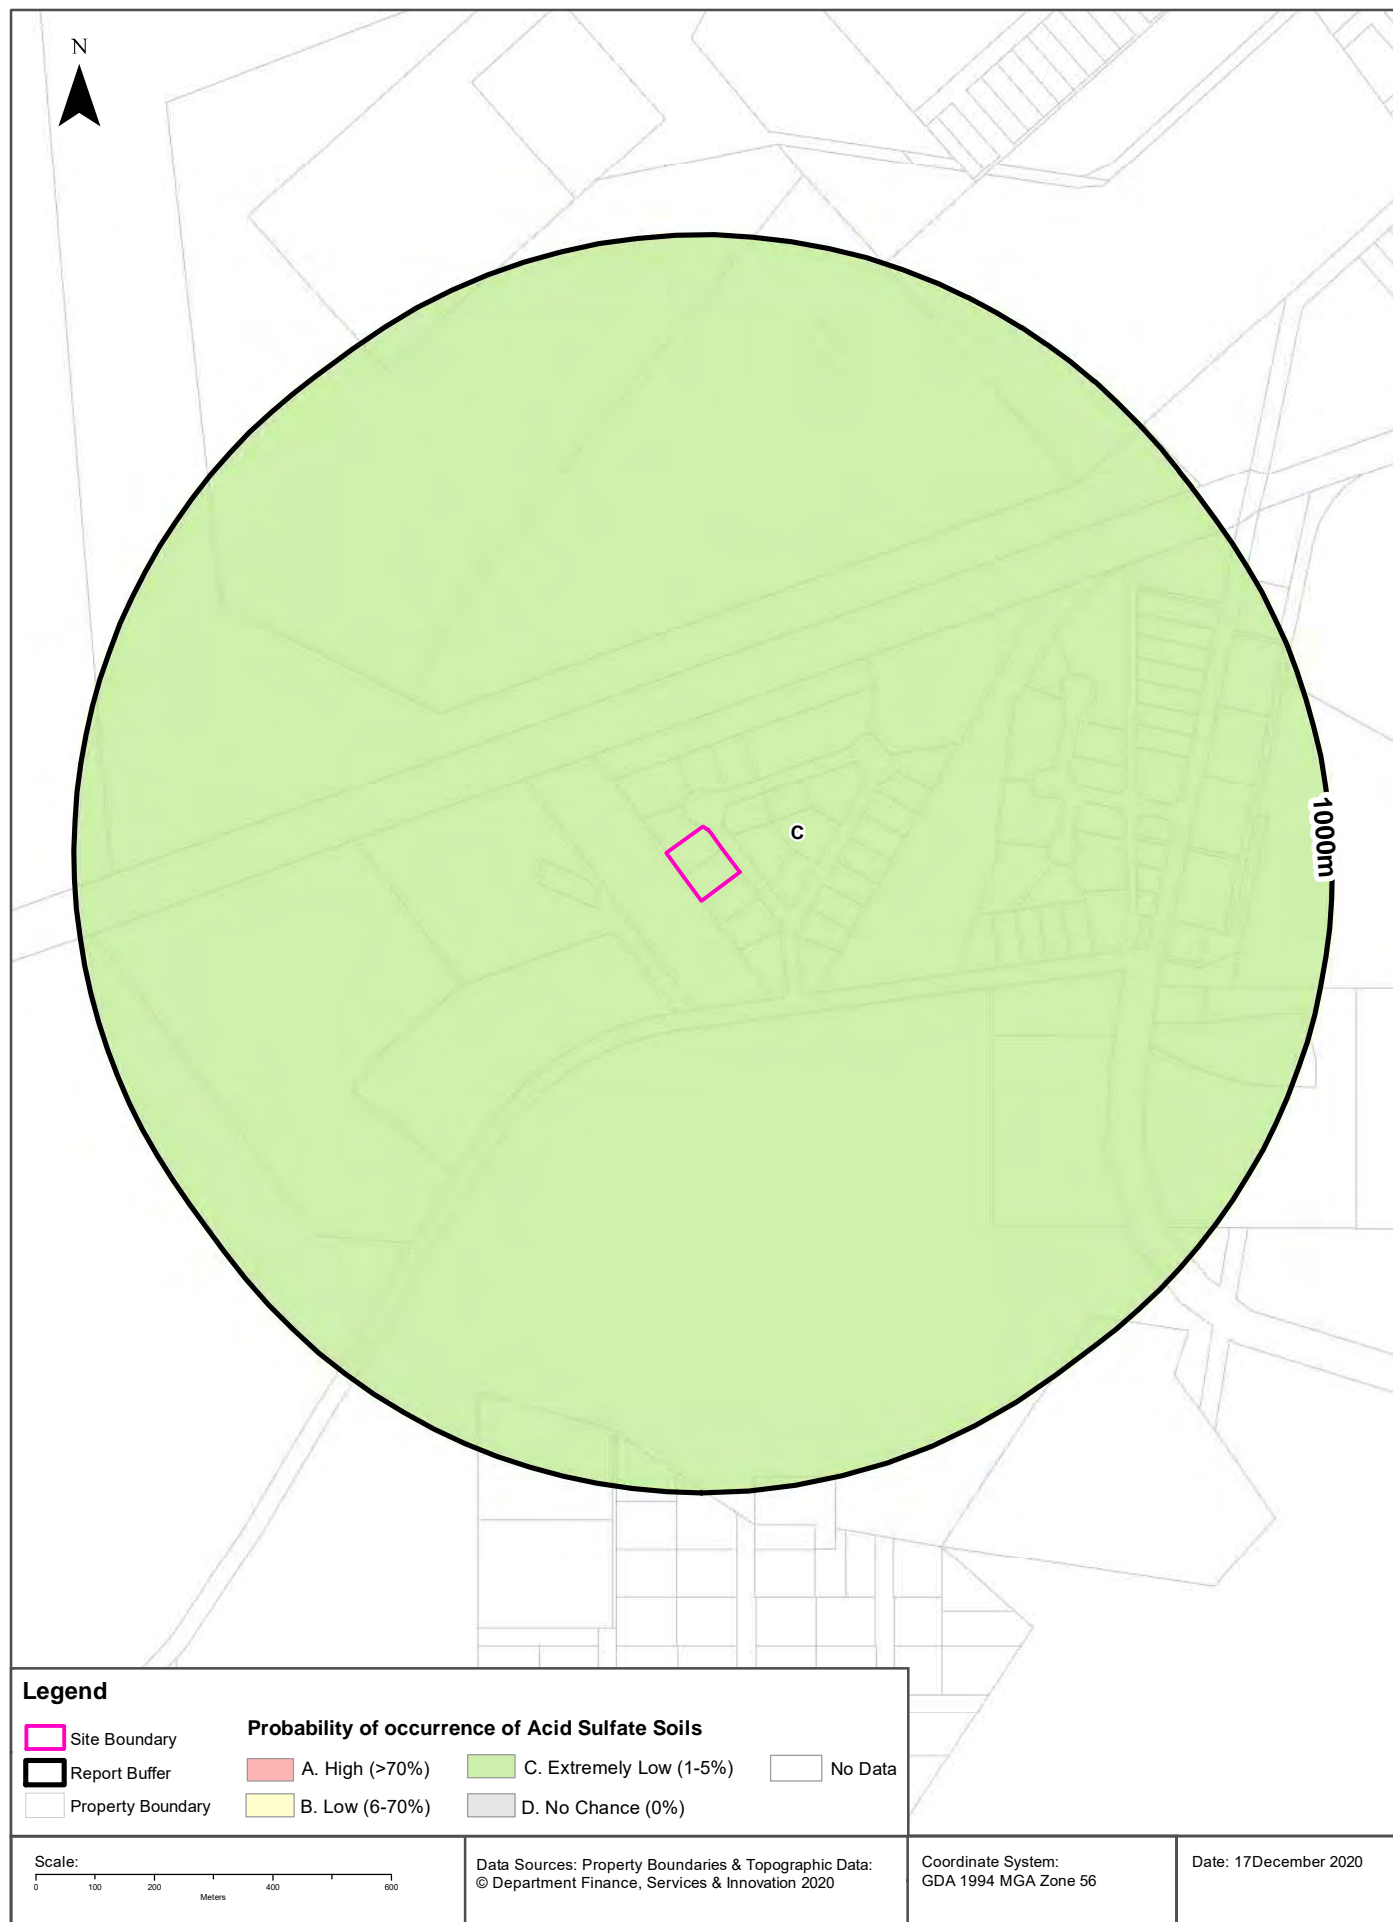 N
C
1000m
Legend
Site Boundary
Report Buffer
Property Boundary
Probability of occurrence of Acid Sulfate Soils
A. High (>70%)
C. Extremely Low (1-5%)
No Data
B. Low (6-70%)
D. No Chance (0%)
Scale:
0 100 200 400 600
Meters
Data Sources: Property Boundaries & Topographic Data:
© Department Finance, Services & Innovation 2020
Coordinate System:
GDA 1994 MGA Zone 56
Date: 17December 2020